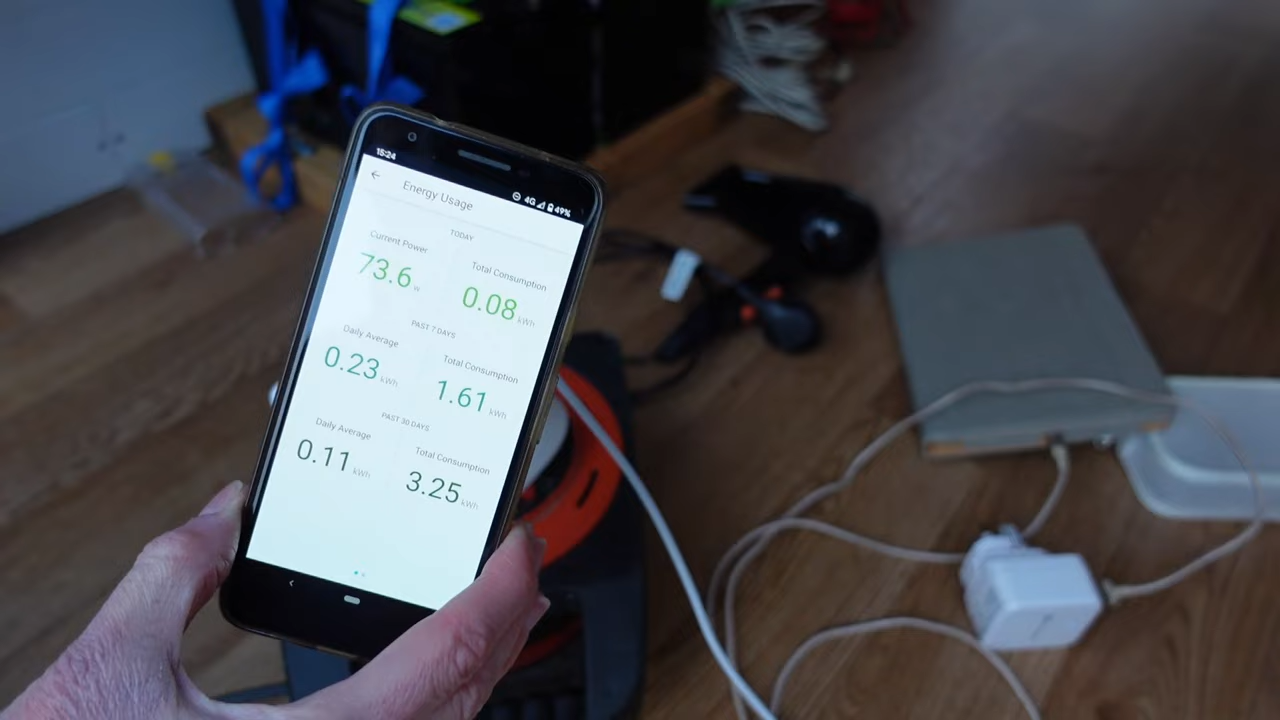 15:24
4G 49%
Energy Usage
TODAY
Current Power
73.6 w
Total Consumption
0.08 kWh
PAST 7 DAYS
Daily Average
0.23 kWh
Total Consumption
1.61 kWh
PAST 30 DAYS
Daily Average
0.11 kWh
Total Consumption
3.25 kWh